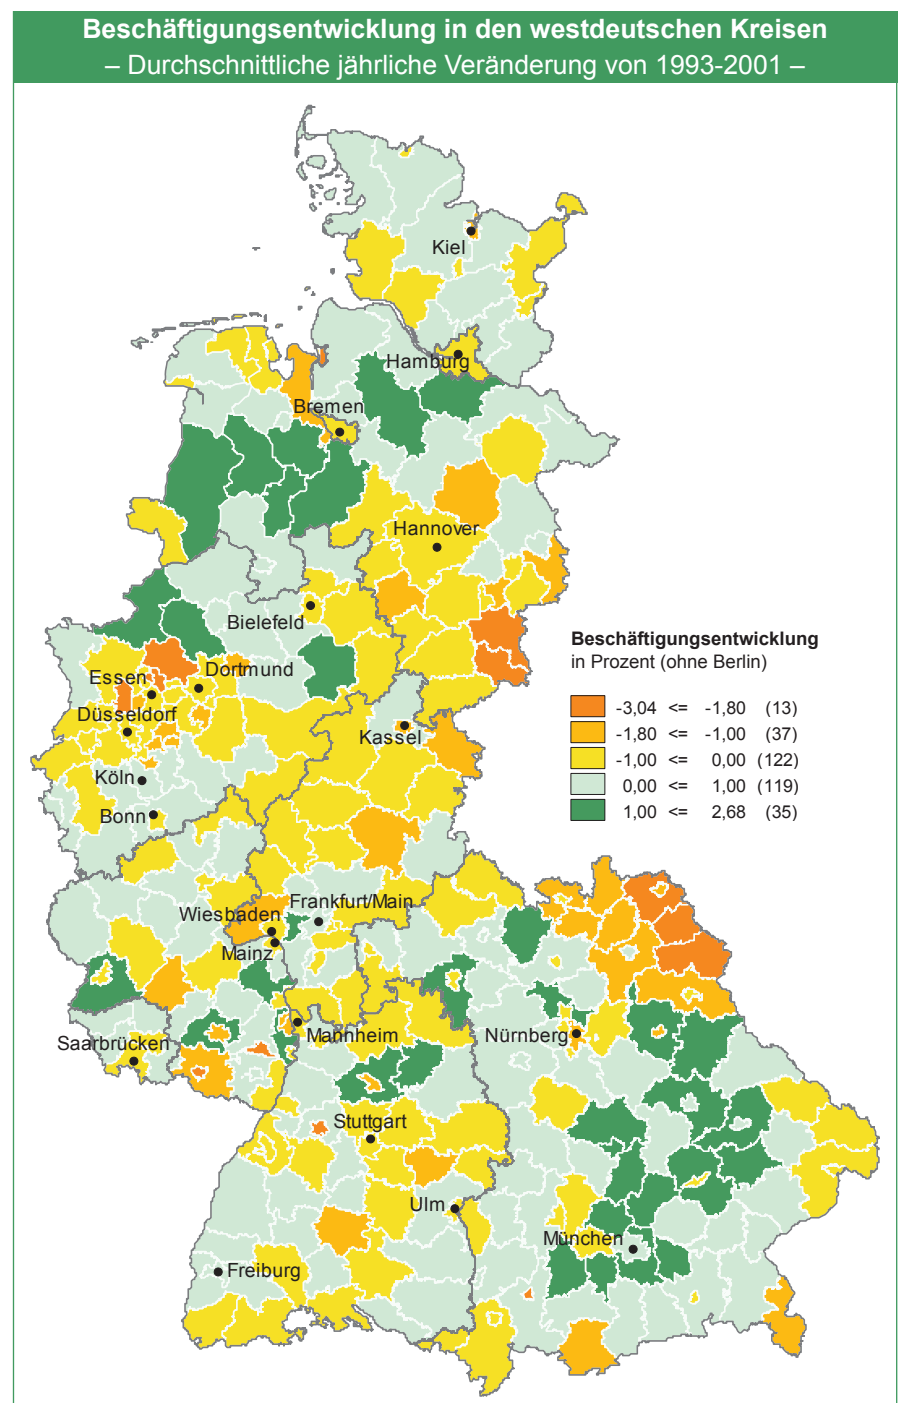 Beschäftigungsentwicklung in den westdeutschen Kreisen
– Durchschnittliche jährliche Veränderung von 1993-2001 –
Kiel
Hamburg
Bremen
Hannover
Bielefeld
Dortmund
Essen
Düsseldorf
Kassel
Köln
Bonn
Beschäftigungsentwicklung
in Prozent (ohne Berlin)
-3,04 <= -1,80 (13)
-1,80 <= -1,00 (37)
-1,00 <= 0,00 (122)
0,00 <= 1,00 (119)
1,00 <= 2,68 (35)
Frankfurt/Main
Wiesbaden
Mainz
Mannheim
Nürnberg
Saarbrücken
Stuttgart
Ulm
München
Freiburg